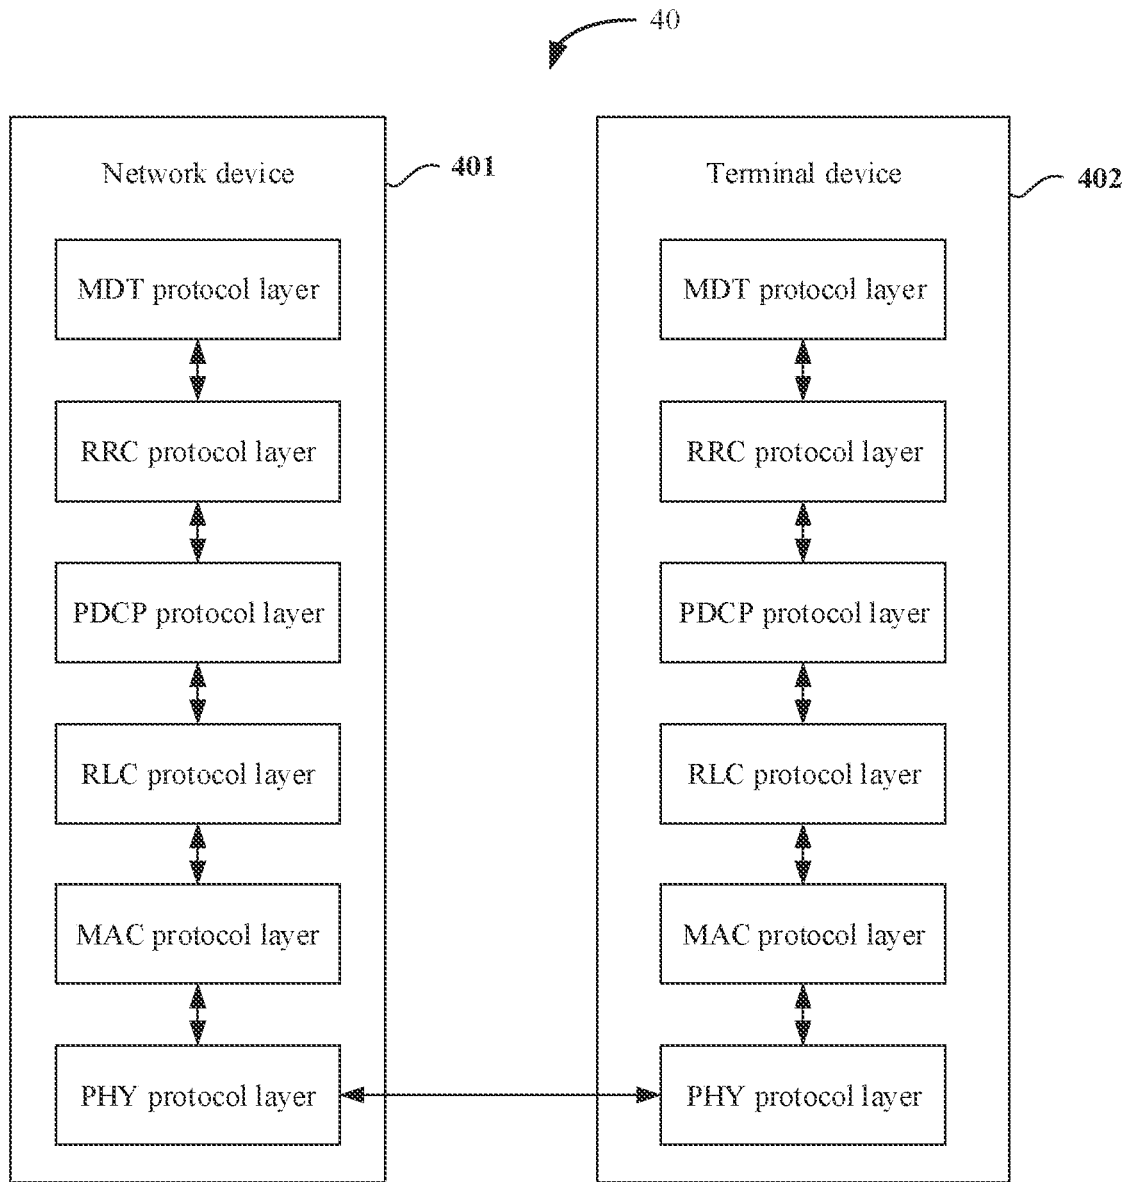 40
Network device
401
MDT protocol layer
RRC protocol layer
PDCP protocol layer
RLC protocol layer
MAC protocol layer
PHY protocol layer
Terminal device
402
MDT protocol layer
RRC protocol layer
PDCP protocol layer
RLC protocol layer
MAC protocol layer
PHY protocol layer